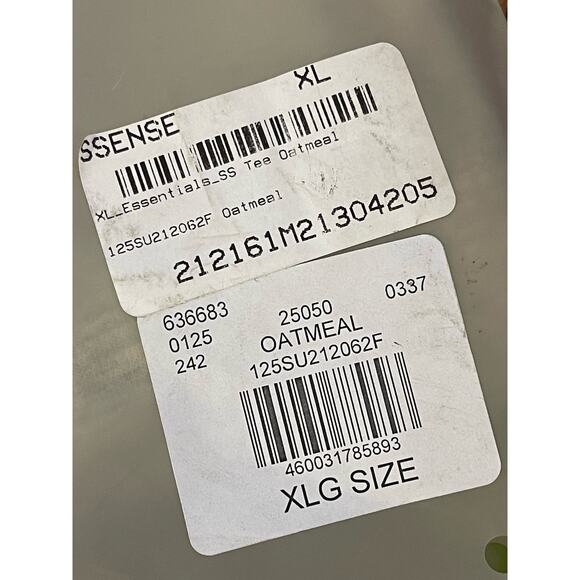 XL
SSENSE
XL_Essentials_SS Tee Oatmeal
125SU212062F Oatmeal
212161M21304205
636683 25050 0337
0125 OATMEAL
242 125SU212062F
460031785893
XLG SIZE